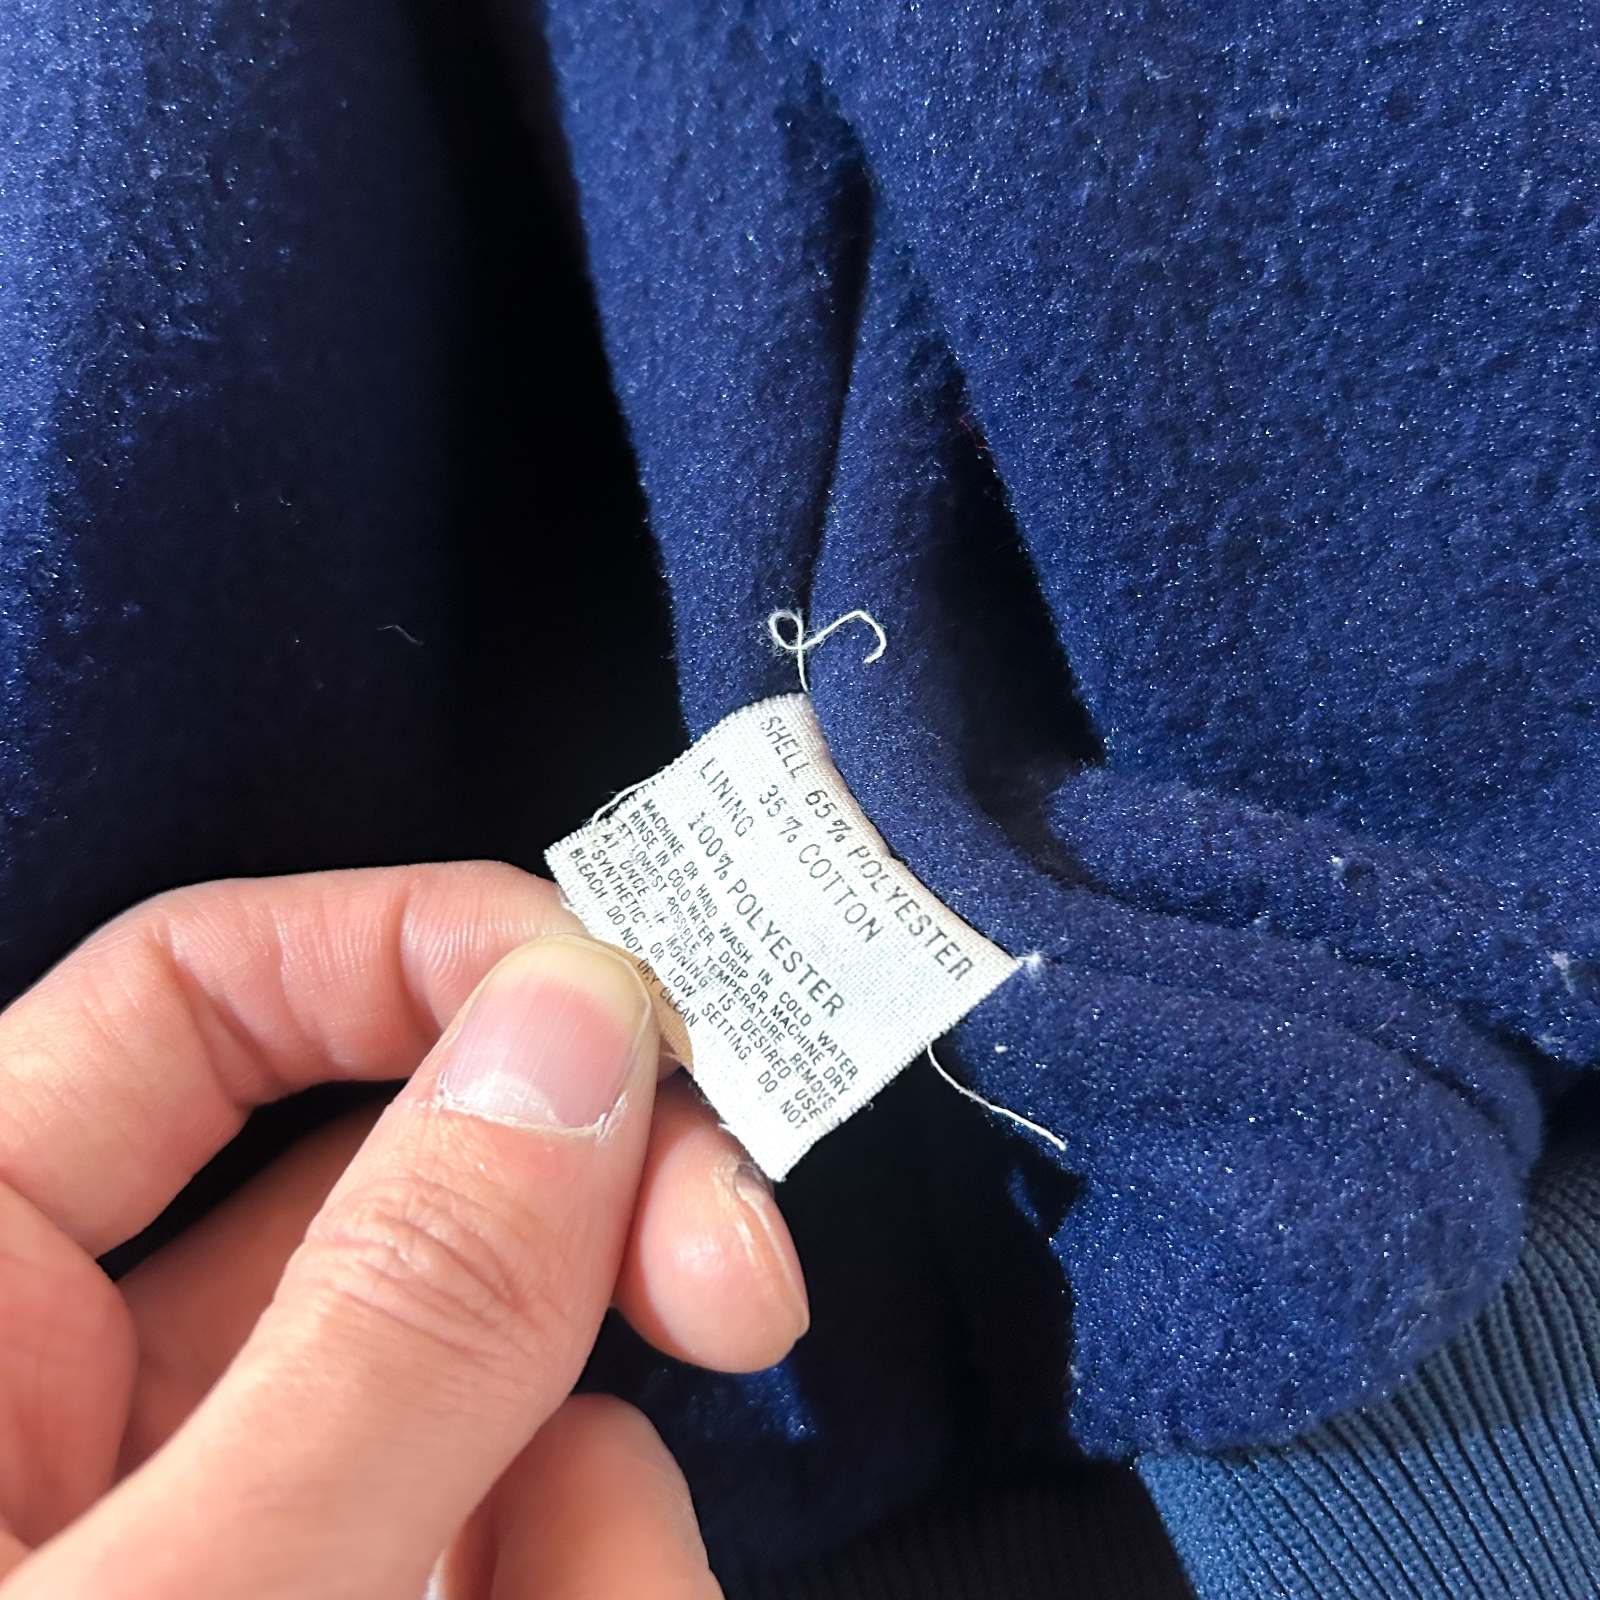 SHELL 65% POLYESTER
35% COTTON
LINING 100% POLYESTER
MACHINE OR HAND WASH IN COLD WATER
RINSE IN COLD WATER DRIP OR MACHINE DRY
AT LOWEST POSSIBLE TEMPERATURE REMOVE
AT ONCE. IF IRONING IS DESIRED USE
"SYNTHETIC" OR LOW SETTING DO NOT
BLEACH/DO NOT DRY CLEAN